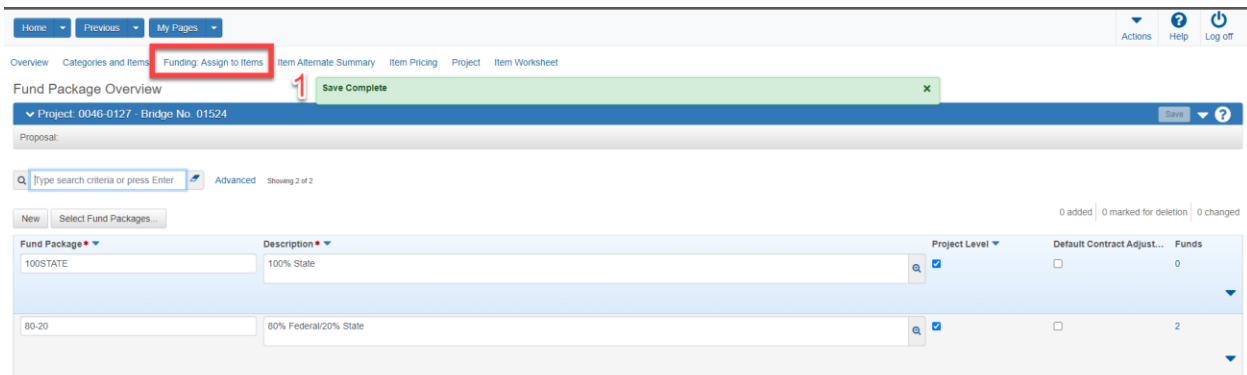 Home Previous My Pages Actions Help Log off
Overview Categories and Items Funding: Assign to Items Item Alternate Summary Item Pricing Project Item Worksheet
Fund Package Overview 1 Save Complete x
Project: 0046-0127 - Bridge No. 01524 Save ?
Proposal:
Type search criteria or press Enter Advanced Showing 2 of 2
New Select Fund Packages... 0 added 0 marked for deletion 0 changed
Fund Package* Description* Project Level Default Contract Adjust... Funds
100STATE 100% State 0
80-20 80% Federal/20% State 2